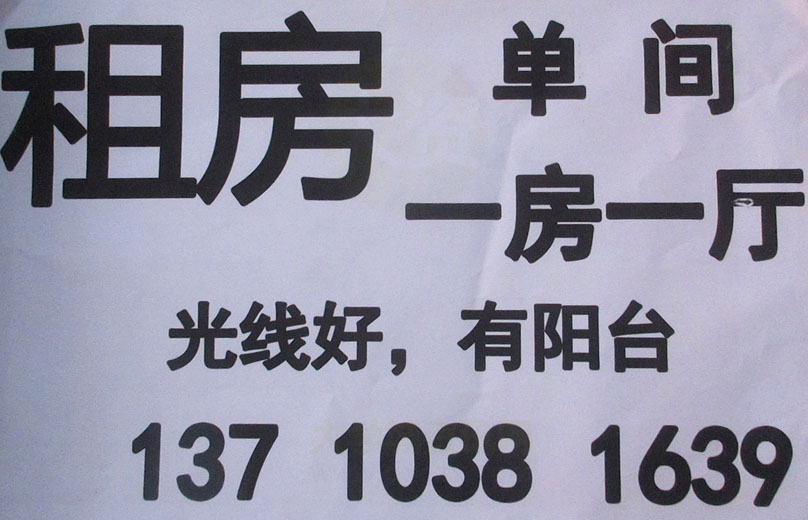 租房
单间
一房一厅
光线好，有阳台
137 1038 1639